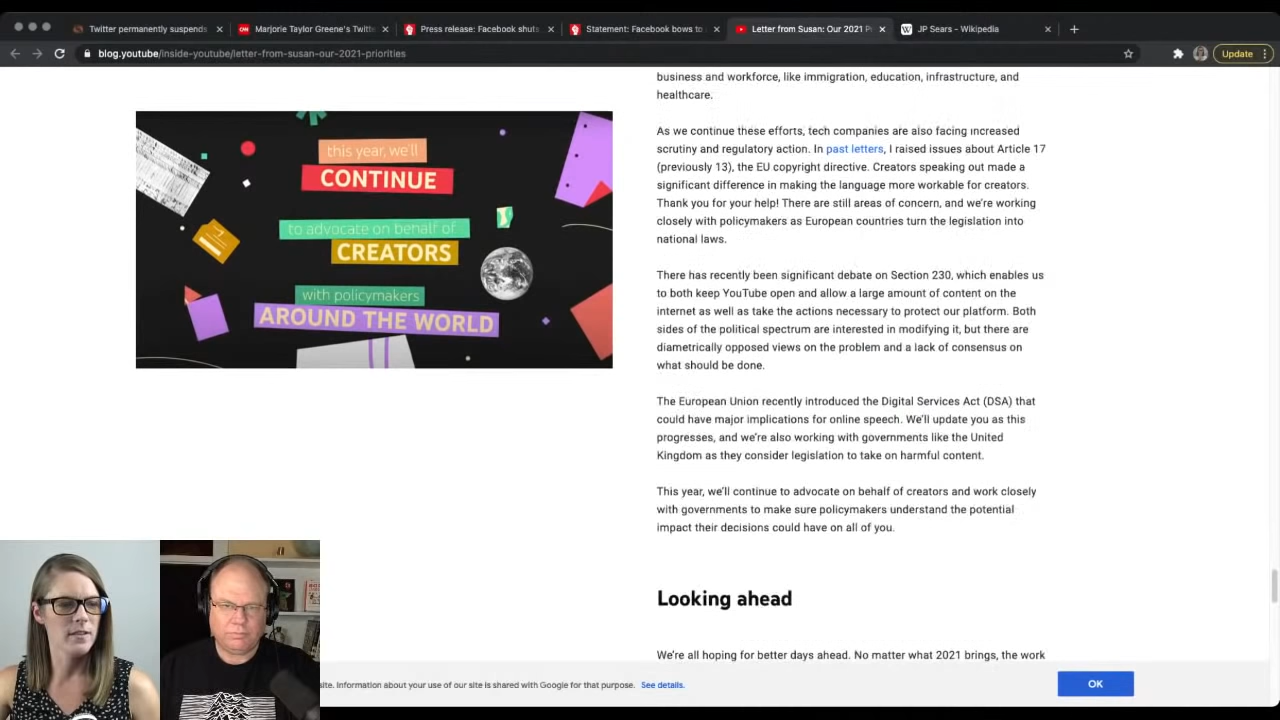 Twitter permanently suspends
Marjorie Taylor Greene's Twitt
Press release: Facebook shuts
Statement: Facebook bows to
Letter from Susan: Our 2021 P
JP Sears - Wikipedia
blog.youtube/inside-youtube/letter-from-susan-our-2021-priorities
Update
this year, we'll
CONTINUE
to advocate on behalf of
CREATORS
with policymakers
AROUND THE WORLD
business and workforce, like immigration, education, infrastructure, and
healthcare.
As we continue these efforts, tech companies are also facing increased
scrutiny and regulatory action. In past letters, I raised issues about Article 17
(previously 13), the EU copyright directive. Creators speaking out made a
significant difference in making the language more workable for creators.
Thank you for your help! There are still areas of concern, and we're working
closely with policymakers as European countries turn the legislation into
national laws.
There has recently been significant debate on Section 230, which enables us
to both keep YouTube open and allow a large amount of content on the
internet as well as take the actions necessary to protect our platform. Both
sides of the political spectrum are interested in modifying it, but there are
diametrically opposed views on the problem and a lack of consensus on
what should be done.
The European Union recently introduced the Digital Services Act (DSA) that
could have major implications for online speech. We'll update you as this
progresses, and we're also working with governments like the United
Kingdom as they consider legislation to take on harmful content.
This year, we'll continue to advocate on behalf of creators and work closely
with governments to make sure policymakers understand the potential
impact their decisions could have on all of you.
Looking ahead
We're all hoping for better days ahead. No matter what 2021 brings, the work
site. Information about your use of our site is shared with Google for that purpose. See details.
OK